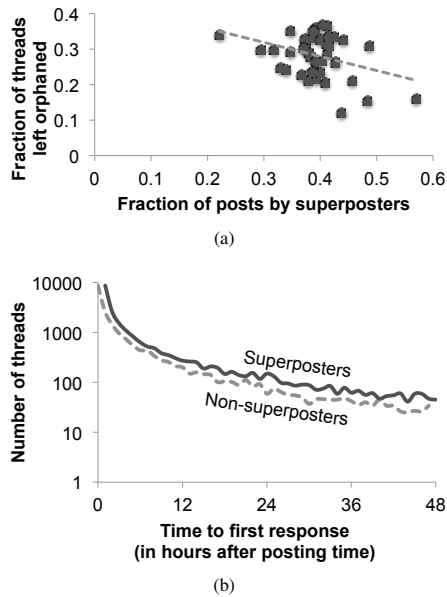 Fraction of threads
left orphaned
0.4
0.3
0.2
0.1
0
0 0.1 0.2 0.3 0.4 0.5 0.6
Fraction of posts by superposters
(a)
Number of threads
10000
1000
100
10
1
Superposters
Non-superposters
0 12 24 36 48
Time to first response
(in hours after posting time)
(b)